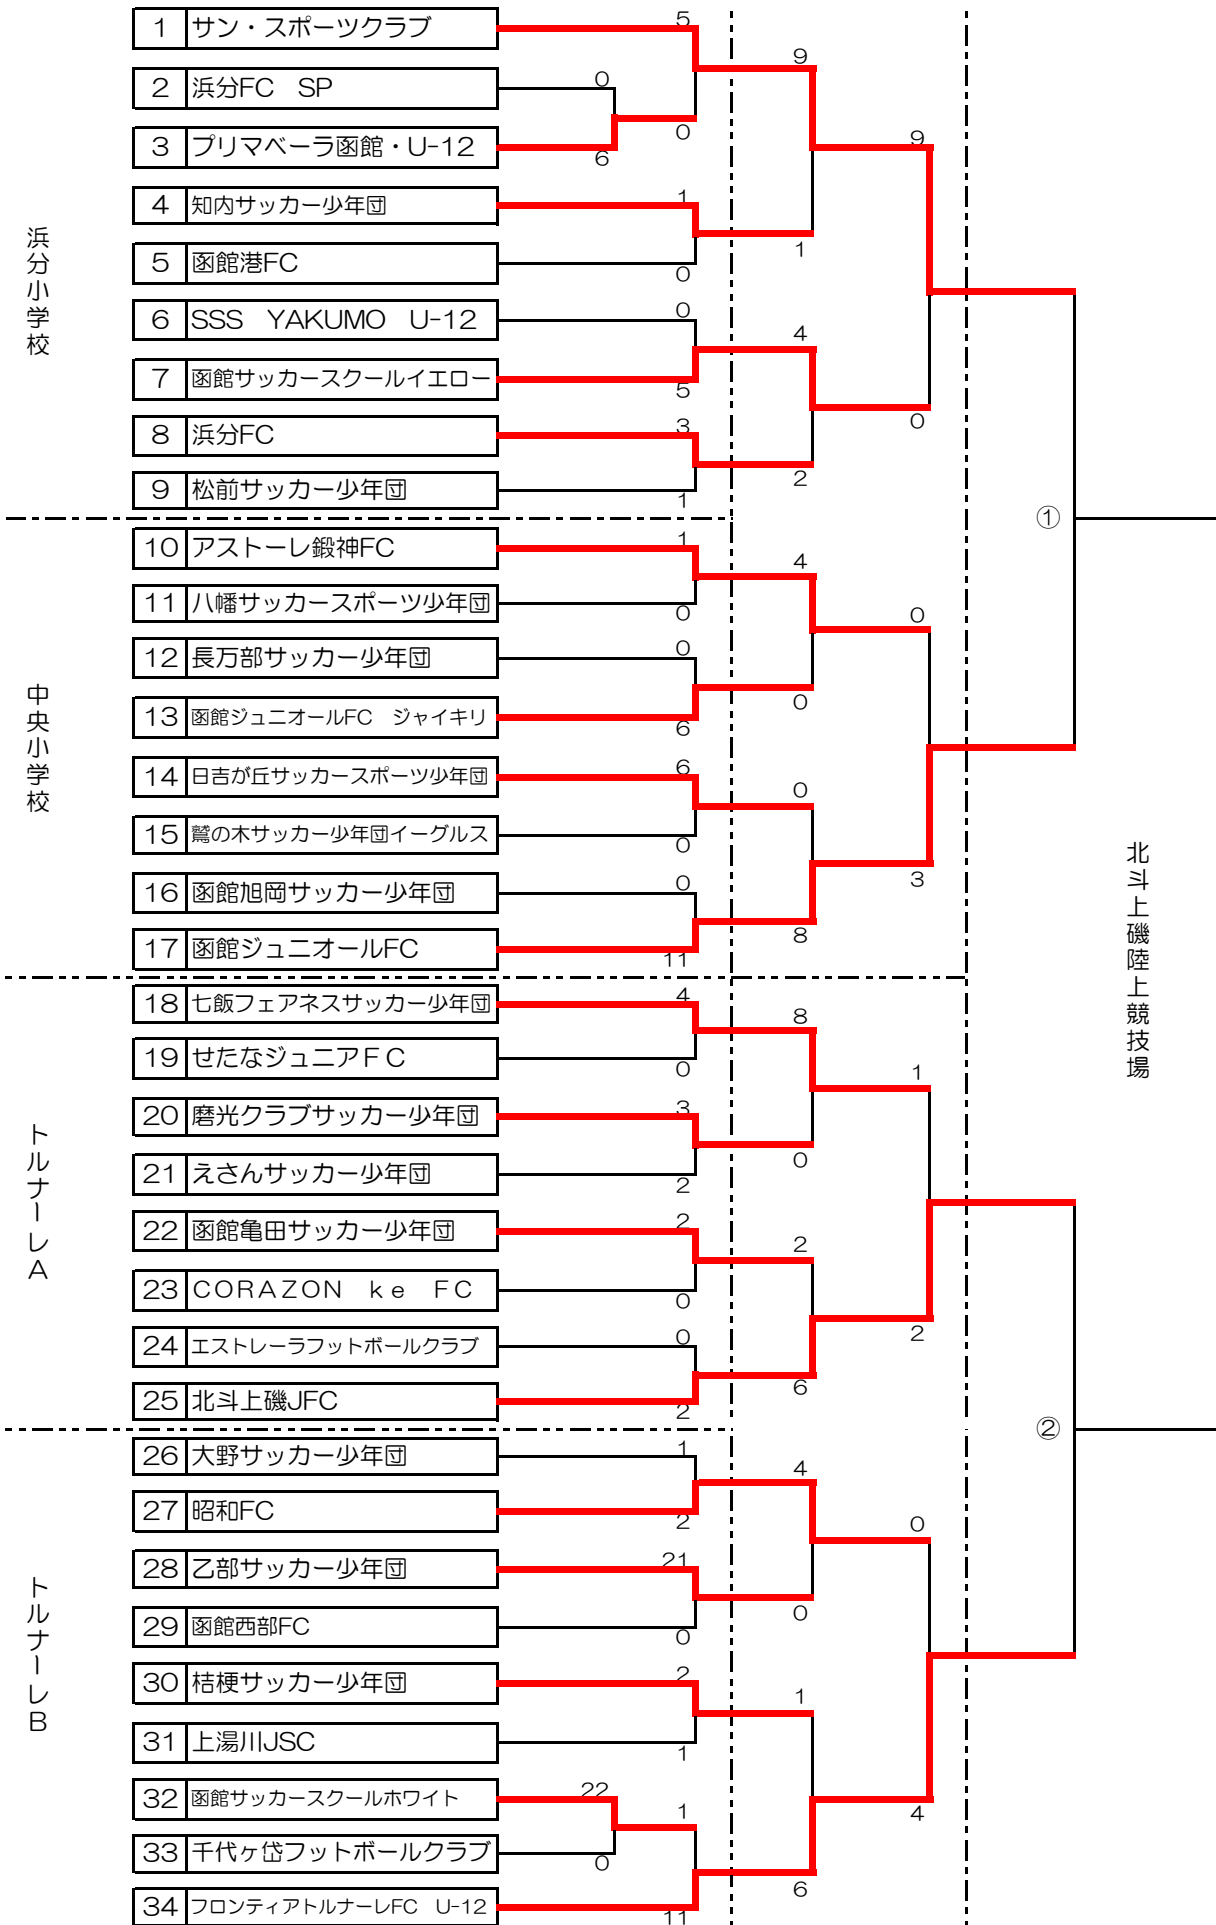 1 サン・スポーツクラブ
2 浜分FC　SP
3 プリマベーラ函館・U-12
4 知内サッカー少年団
5 函館港FC
6 SSS　YAKUMO　U-12
7 函館サッカースクールイエロー
8 浜分FC
9 松前サッカー少年団
浜分小学校
10 アストーレ鍛神FC
11 八幡サッカースポーツ少年団
12 長万部サッカー少年団
13 函館ジュニオールFC　ジャイキリ
14 日吉が丘サッカースポーツ少年団
15 鷲の木サッカー少年団イーグルス
16 函館旭岡サッカー少年団
17 函館ジュニオールFC
中央小学校
18 七飯フェアネスサッカー少年団
19 せたなジュニアＦＣ
20 磨光クラブサッカー少年団
21 えさんサッカー少年団
22 函館亀田サッカー少年団
23 ＣＯＲＡＺＯＮ　ｋｅ　ＦＣ
24 エストレーラフットボールクラブ
25 北斗上磯JFC
トルナーレA
26 大野サッカー少年団
27 昭和FC
28 乙部サッカー少年団
29 函館西部FC
30 桔梗サッカー少年団
31 上湯川JSC
32 函館サッカースクールホワイト
33 千代ヶ岱フットボールクラブ
34 フロンティアトルナーレFC　U-12
トルナーレB
0
6
22
0
5
0
1
0
0
5
3
1
1
0
0
6
6
0
0
11
4
0
3
2
2
0
0
2
1
2
21
0
2
1
1
11
9
1
4
2
4
0
0
8
8
0
2
6
4
0
1
6
9
0
0
3
1
2
0
4
①
②
北斗上磯陸上競技場